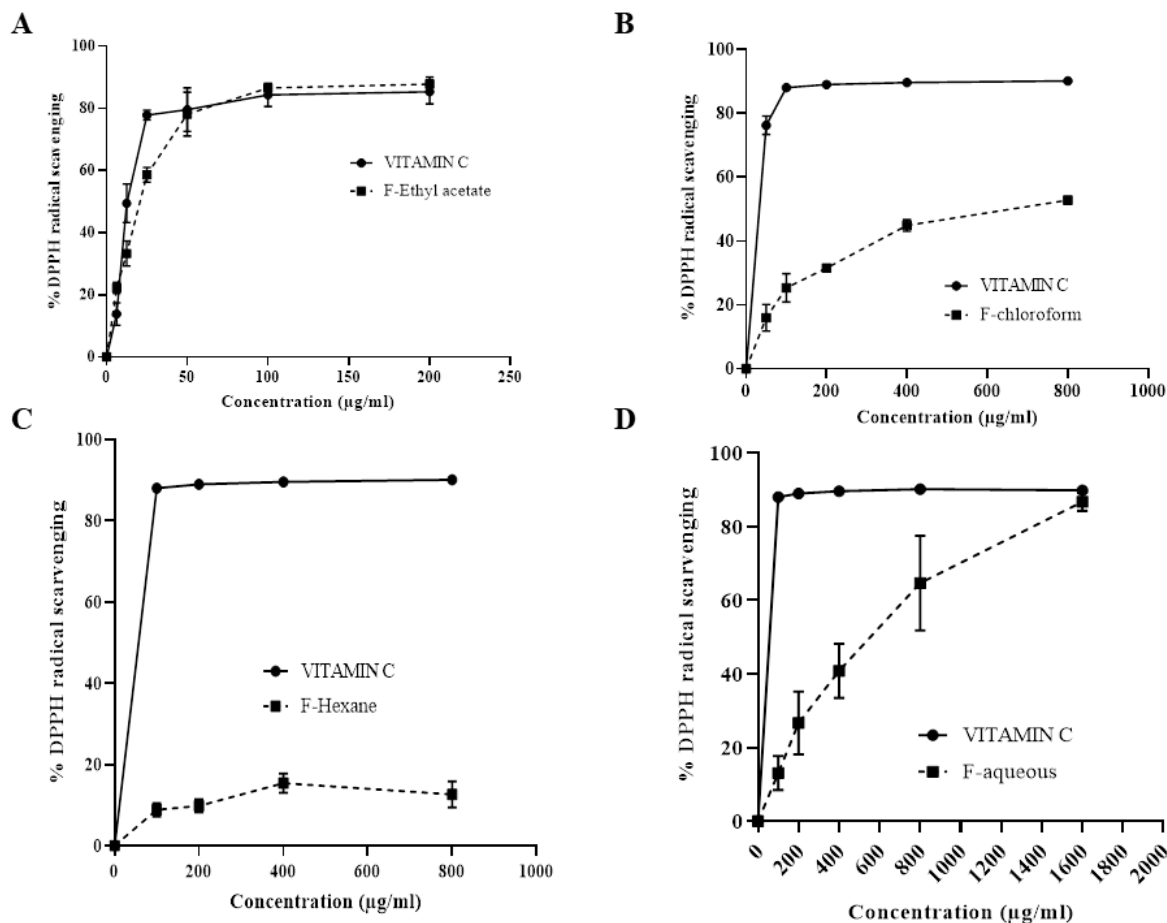 A
% DPPH radical scavenging
100
80
60
40
20
0
VITAMIN C
F-Ethyl acetate
0 50 100 150 200 250
Concentration (µg/ml)
B
% DPPH radical scavenging
100
80
60
40
20
0
VITAMIN C
F-chloroform
0 200 400 600 800 1000
Concentration (µg/ml)
C
% DPPH radical scarvenging
100
80
60
40
20
0
VITAMIN C
F-Hexane
0 200 400 600 800 1000
Concentration (µg/ml)
D
% DPPH radical scarvenging
100
80
60
40
20
0
VITAMIN C
F-aqueous
0 200 400 600 800 1000 1200 1400 1600 1800 2000
Concentration (µg/ml)